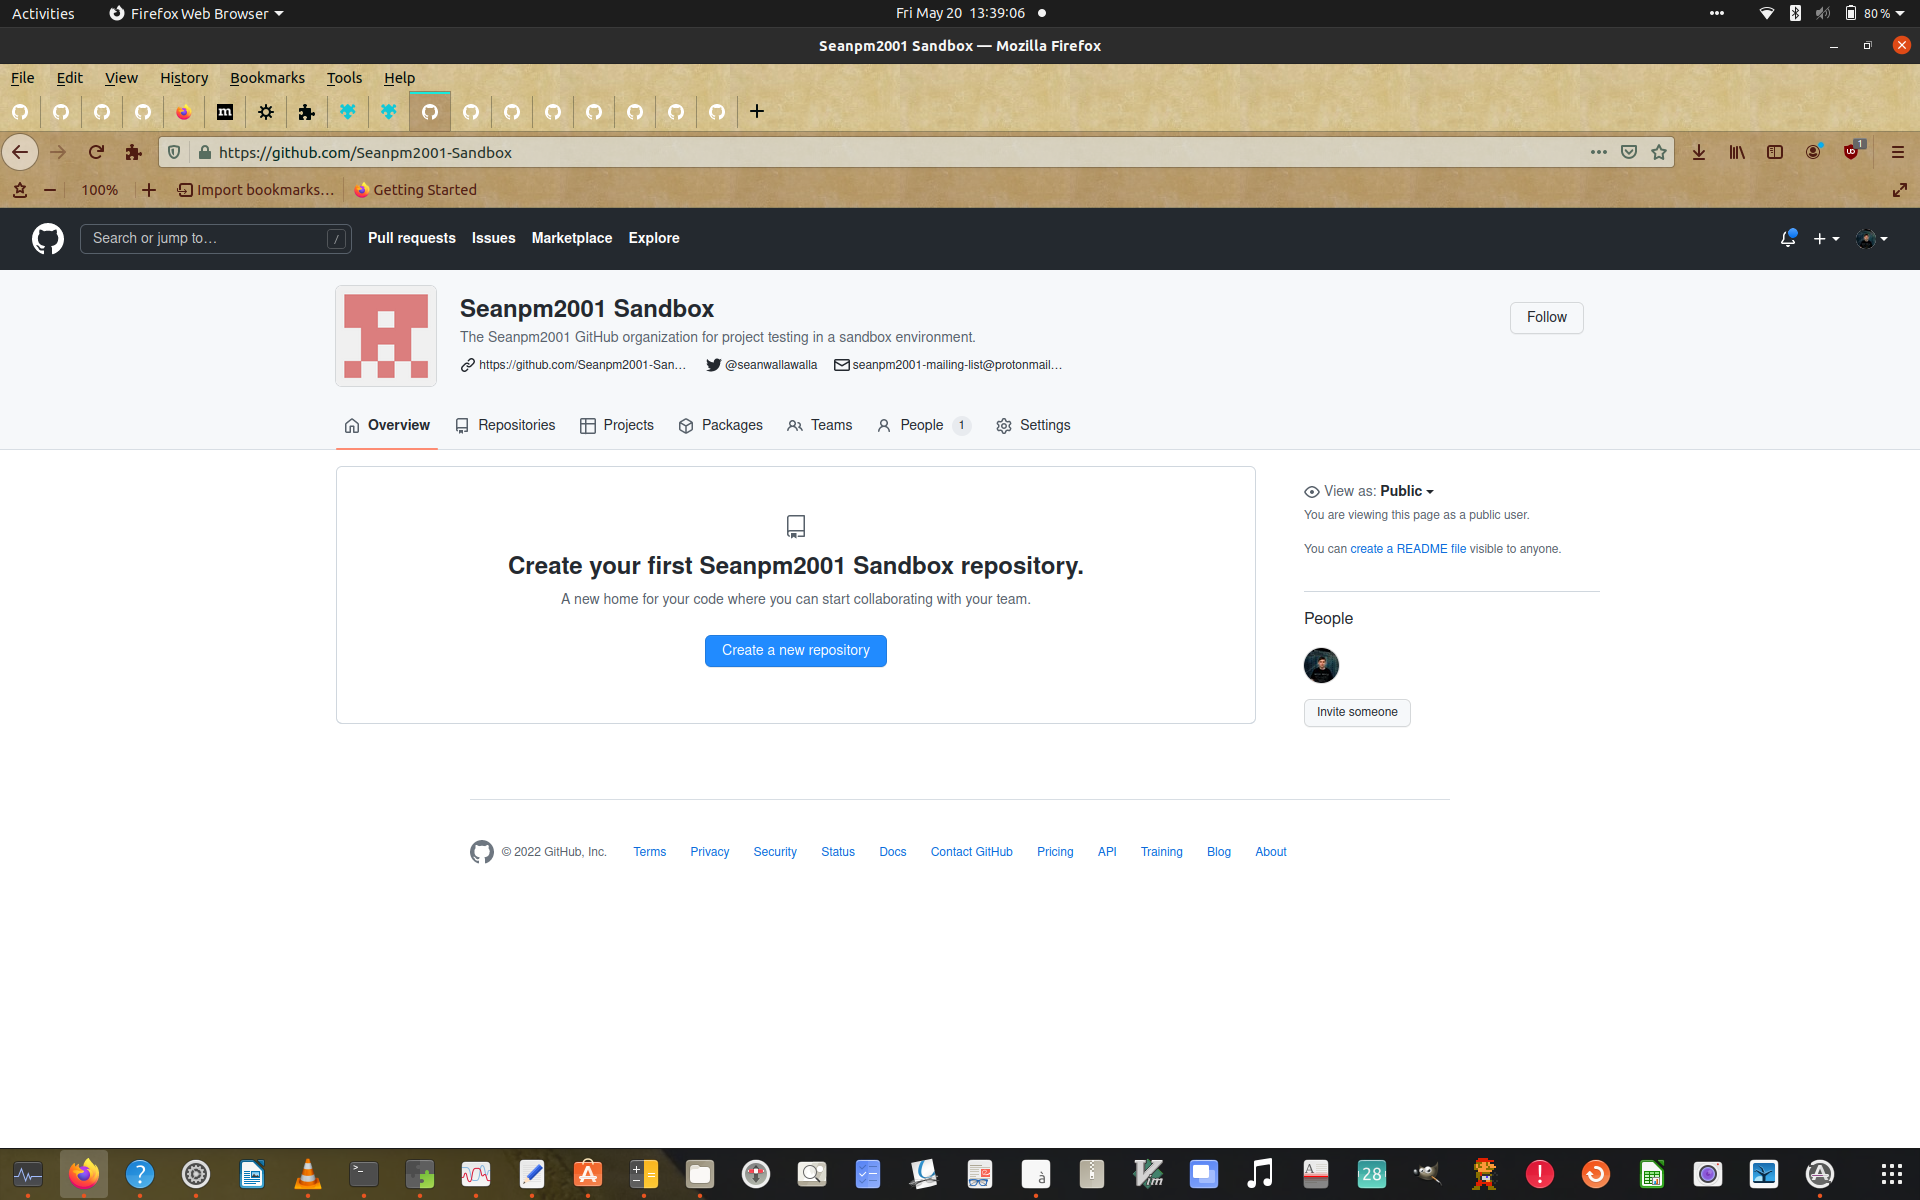 Activities Firefox Web Browser Fri May 20 13:39:06 80 %
Seanpm2001 Sandbox — Mozilla Firefox
File Edit View History Bookmarks Tools Help
m
https://github.com/Seanpm2001-Sandbox 1
100% Import bookmarks... Getting Started
Search or jump to... / Pull requests Issues Marketplace Explore
Seanpm2001 Sandbox
Follow
The Seanpm2001 GitHub organization for project testing in a sandbox environment.
https://github.com/Seanpm2001-San... @seanwallawalla seanpm2001-mailing-list@protonmail...
Overview Repositories Projects Packages Teams People 1 Settings
View as: Public
You are viewing this page as a public user.
You can create a README file visible to anyone.
Create your first Seanpm2001 Sandbox repository.
A new home for your code where you can start collaborating with your team.
Create a new repository
People
Invite someone
© 2022 GitHub, Inc. Terms Privacy Security Status Docs Contact GitHub Pricing API Training Blog About
? >_ à Vim A 28 !